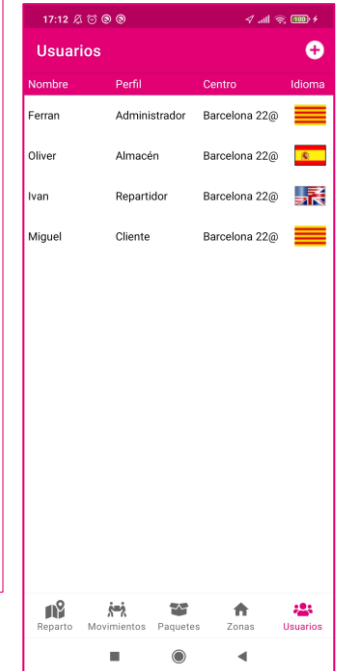 17:12 100
Usuarios
Nombre Perfil Centro Idioma
Ferran Administrador Barcelona 22@
Oliver Almacén Barcelona 22@
Ivan Repartidor Barcelona 22@
Miguel Cliente Barcelona 22@
Reparto Movimientos Paquetes Zonas Usuarios